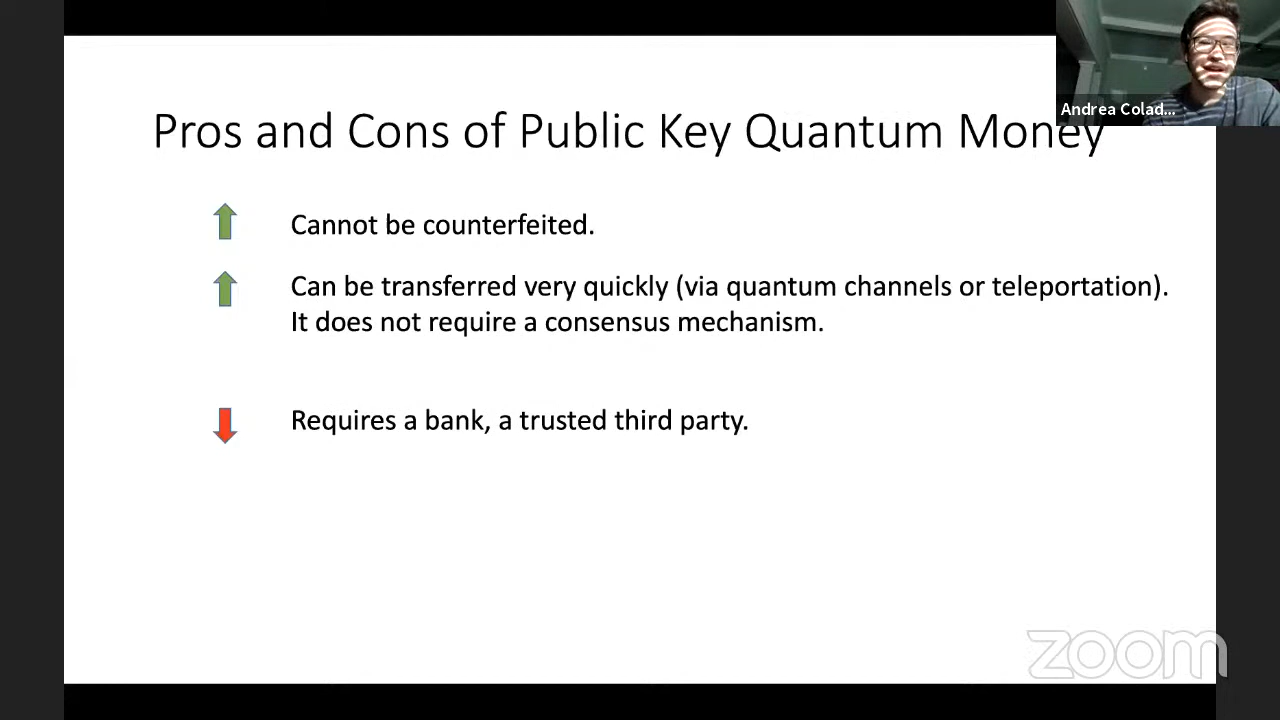 Pros and Cons of Public Key Quantum Money
Andrea Colad...
Cannot be counterfeited.
Can be transferred very quickly (via quantum channels or teleportation).
It does not require a consensus mechanism.
Requires a bank, a trusted third party.
zoom